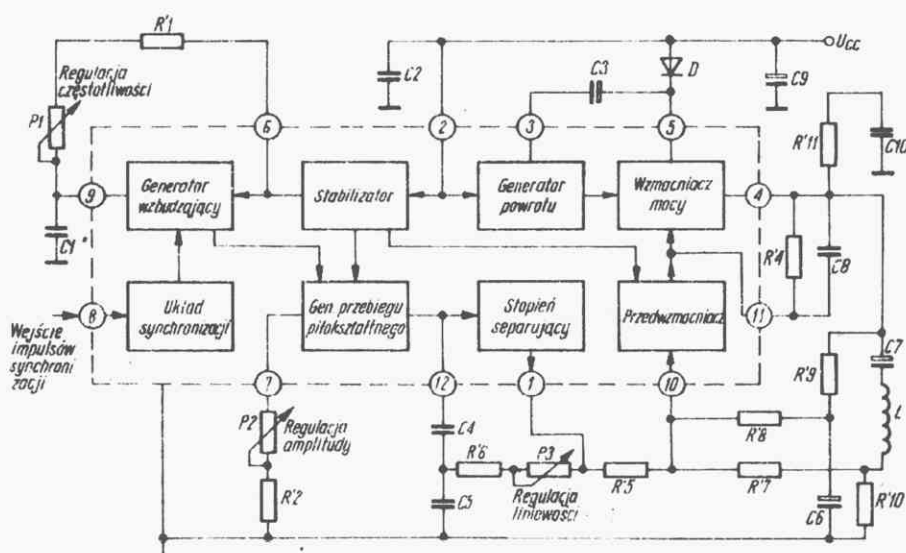 R'1
Regulacja
częstotliwości
P1
C2
C3
D
UCC
C9
6
2
3
5
R'11
C10
9
Generator
wzbudzający
Stabilizator
Generator
powrotu
Wzmacniacz
mocy
4
C1
R'4
C8
8
Układ
synchronizacji
Gen. przebiegu
piłokształtnego
Stopień
separujący
Przedwzmacniacz
11
Wejście
impulsów
synchroni
zacji
7
12
1
10
C7
R'9
L
P2
Regulacja
amplitudy
C4
R'6
P3
Regulacja
liniowości
R'5
R'8
R'7
R'2
C5
C6
R'10